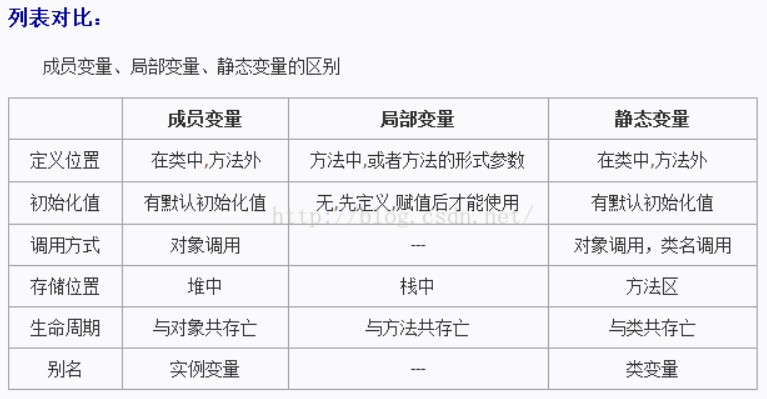 列表对比：
成员变量、局部变量、静态变量的区别
成员变量 局部变量 静态变量
定义位置 在类中,方法外 方法中,或者方法的形式参数 在类中,方法外
初始化值 有默认初始化值 无,先定义,赋值后才能使用 有默认初始化值
http://blog.csdn.net/
调用方式 对象调用 --- 对象调用，类名调用
存储位置 堆中 栈中 方法区
生命周期 与对象共存亡 与方法共存亡 与类共存亡
别名 实例变量 --- 类变量